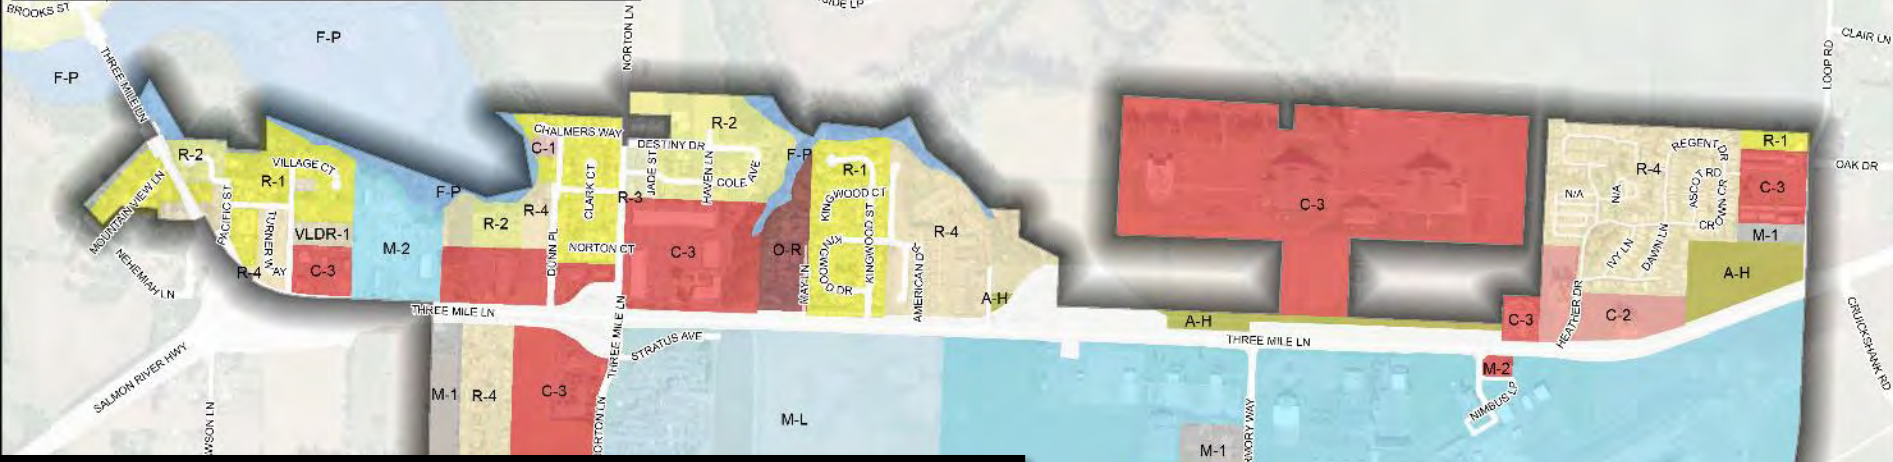 BROOKS ST
F-P
F-P
THREE MILE LN
NORTON LN
LOOP RD
CLAIR LN
R-2
VILLAGE CT
R-1
MOUNTAIN VIEW LN
PACIFIC ST
TURNER WAY
VLDR-1
R-4
C-3
NEHEMIAH LN
M-2
F-P
CHALMERS WAY
C-1
R-4
R-2
CLARK CT
DUNN PL
NORTON CT
R-3
DESTINY DR
R-2
JADE ST
HAVEN LN
COLE AVE
F-P
C-3
O-R
MAY LN
R-1
KINGWOOD CT
KINGWOOD ST
KINGWOOD DR
AMERICAN DR
R-4
A-H
C-3
A-H
R-4
REGENT DR
N/A
N/A
ASCOT RD
CROWN CR
CR
IVY LN
DAWN LN
R-1
C-3
M-1
A-H
OAK DR
HEATHER DR
C-2
C-3
THREE MILE LN
THREE MILE LN
THREE MILE LN
STRATUS AVE
SALMON RIVER HWY
M-1
R-4
C-3
M-L
M-1
M-2
NIMBUS LP
CRUICKSHANK RD